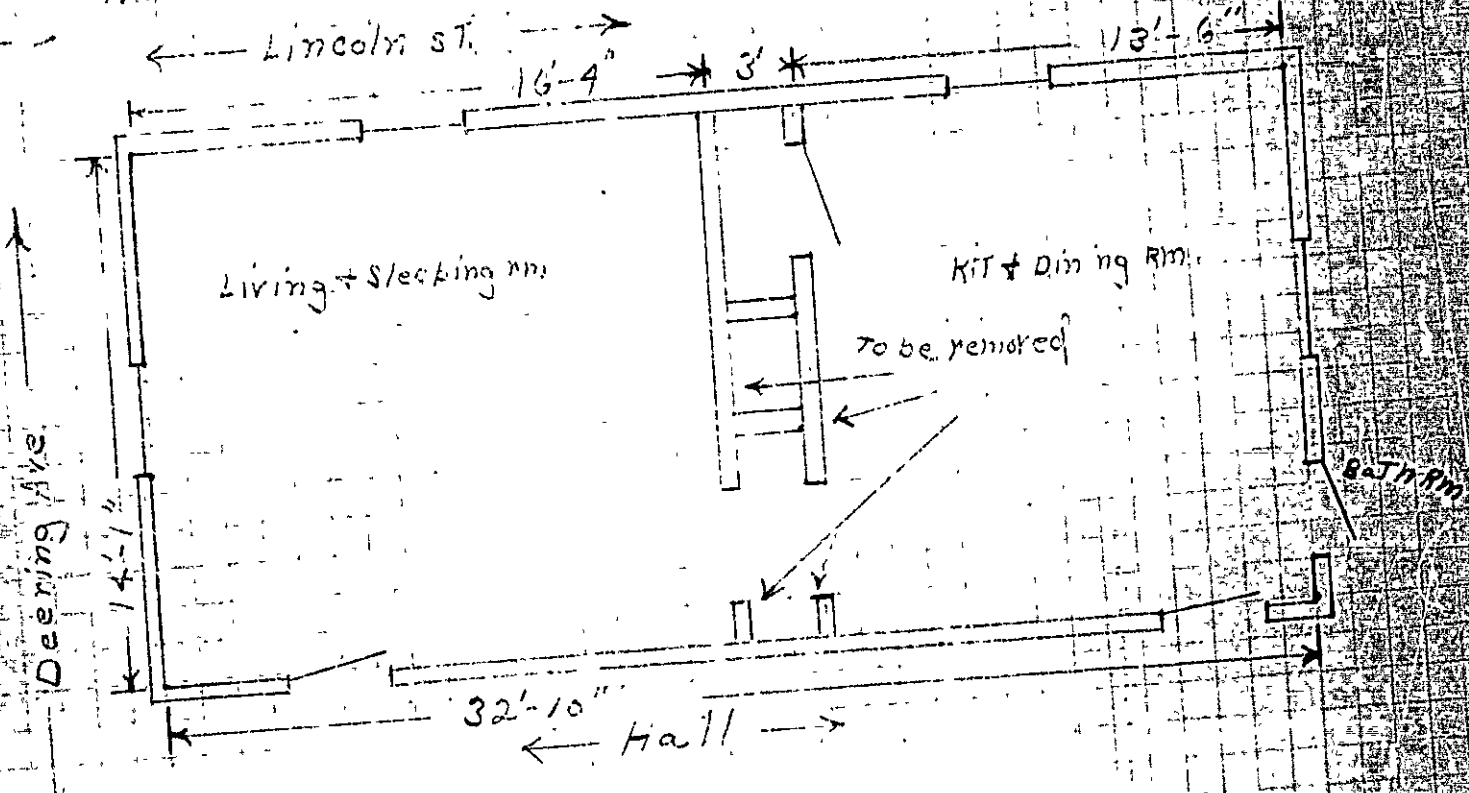 Lincoln ST.
16'-4"
3'
13'-6"
Living + Sleeping rm.
KiT & Dining RM.
To be removed
BaTh Rm
Deering Ave.
14'-1"
32'-10"
Hall